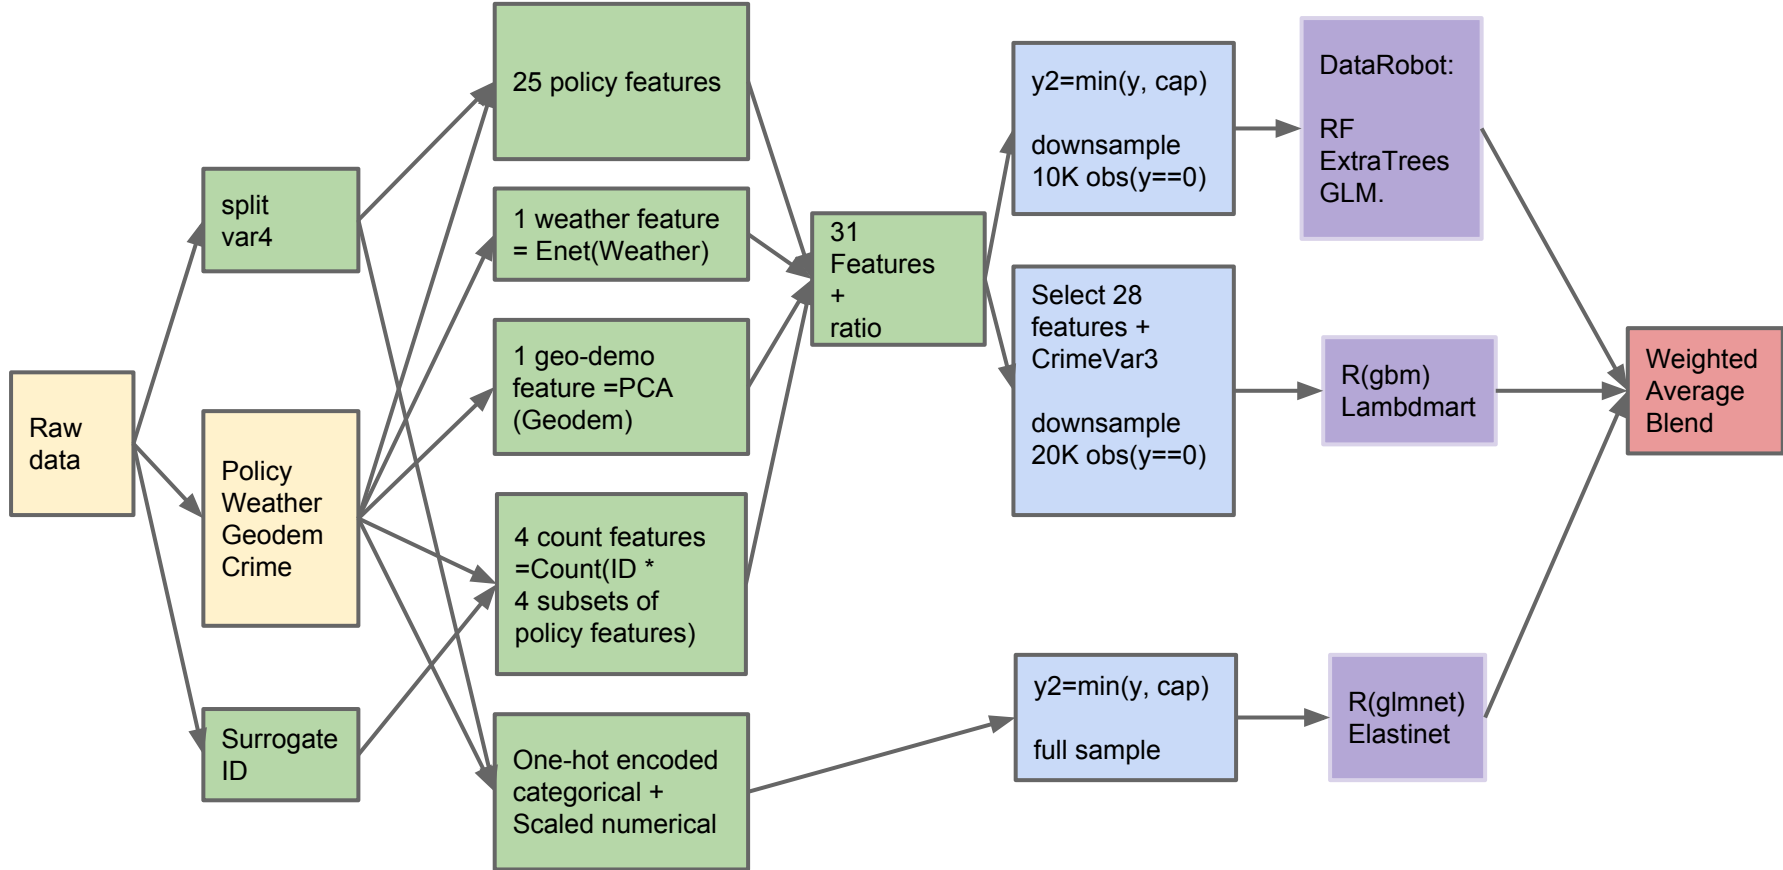 Raw
data
split
var4
Policy
Weather
Geodem
Crime
Surrogate
ID
25 policy features
1 weather feature
= Enet(Weather)
1 geo-demo
feature =PCA
(Geodem)
4 count features
=Count(ID *
4 subsets of
policy features)
One-hot encoded
categorical +
Scaled numerical
31
Features
+
ratio
y2=min(y, cap)
downsample
10K obs(y==0)
Select 28
features +
CrimeVar3
downsample
20K obs(y==0)
y2=min(y, cap)
full sample
DataRobot:
RF
ExtraTrees
GLM.
R(gbm)
Lambdmart
R(glmnet)
Elastinet
Weighted
Average
Blend